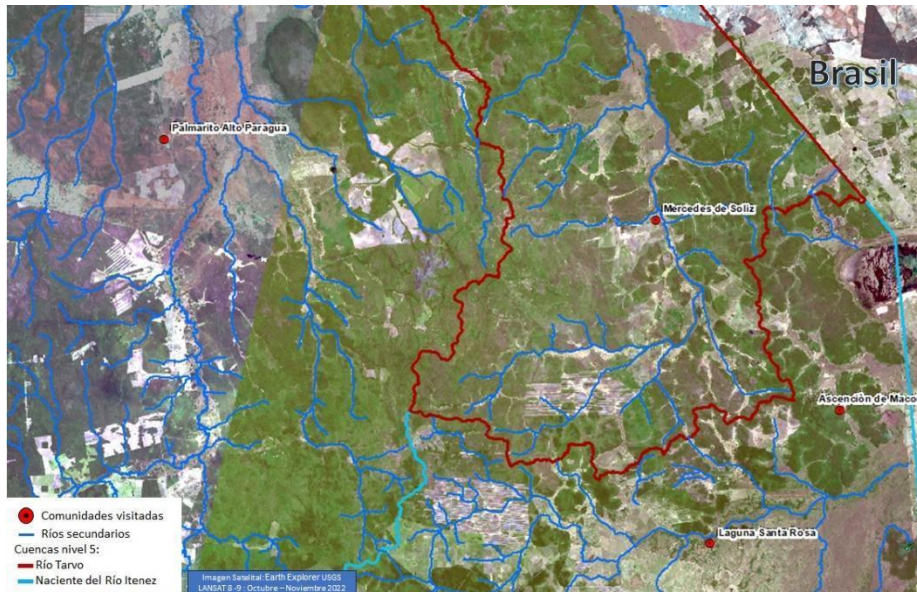 Brasil
Palmarito Alto Paragua
Mercedes de Soliz
Ascención de Maco
Laguna Santa Rosa
Comunidades visitadas
Ríos secundarios
Cuencas nivel 5:
Río Tarvo
Naciente del Río Itenez
Imagen Satelital: Earth Explorer USGS
LANSAT 8 -9 : Octubre – Noviembre 2022